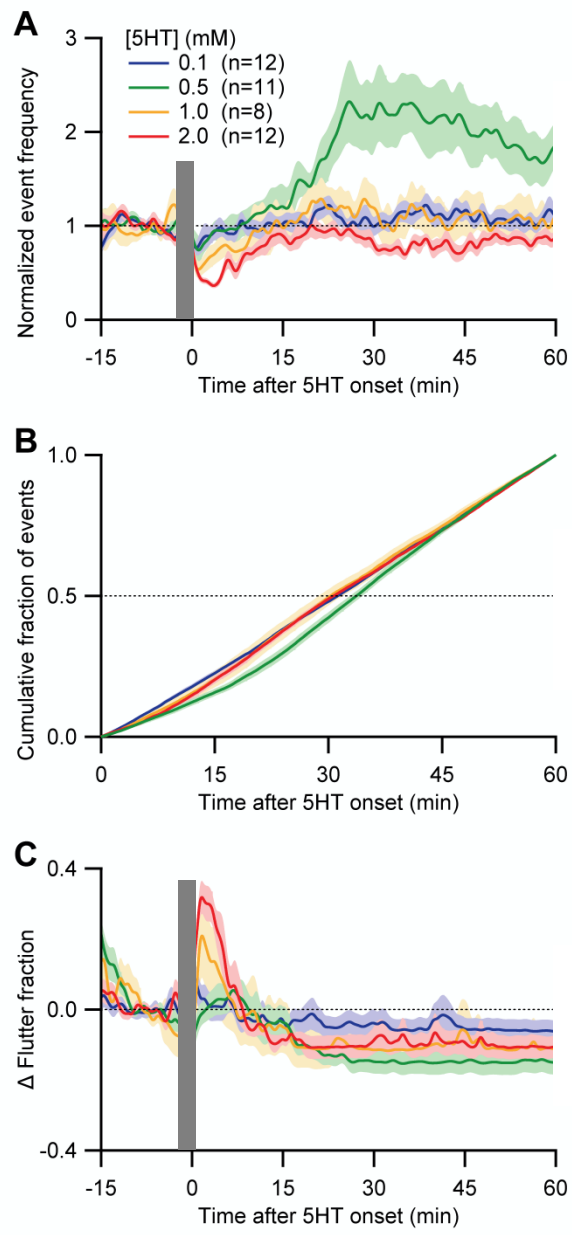 A
[5HT] (mM)
0.1 (n=12)
0.5 (n=11)
1.0 (n=8)
2.0 (n=12)
Normalized event frequency
3
2
1
0
-15 0 15 30 45 60
Time after 5HT onset (min)
B
Cumulative fraction of events
1.0
0.5
0.0
0 15 30 45 60
Time after 5HT onset (min)
C
Δ Flutter fraction
0.4
0.0
-0.4
-15 0 15 30 45 60
Time after 5HT onset (min)